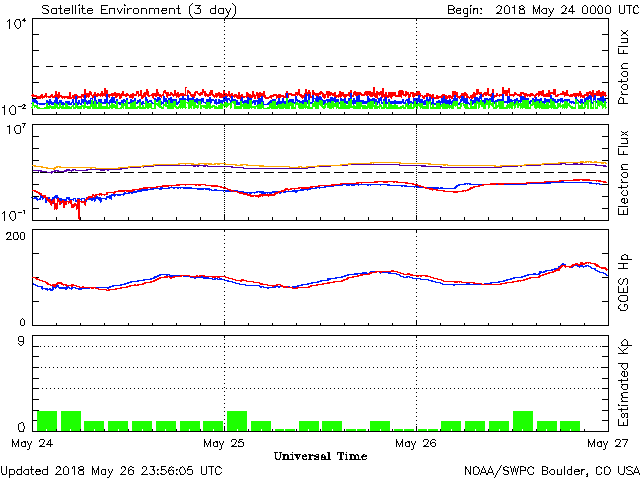 Satellite Environment (3 day)
Begin: 2018 May 24 0000 UTC
10⁴
10⁻²
Proton Flux
10⁷
10⁻¹
Electron Flux
200
0
GOES Hp
9
0
Estimated Kp
May 24
May 25
May 26
May 27
Universal Time
Updated 2018 May 26 23:56:05 UTC
NOAA/SWPC Boulder, CO USA